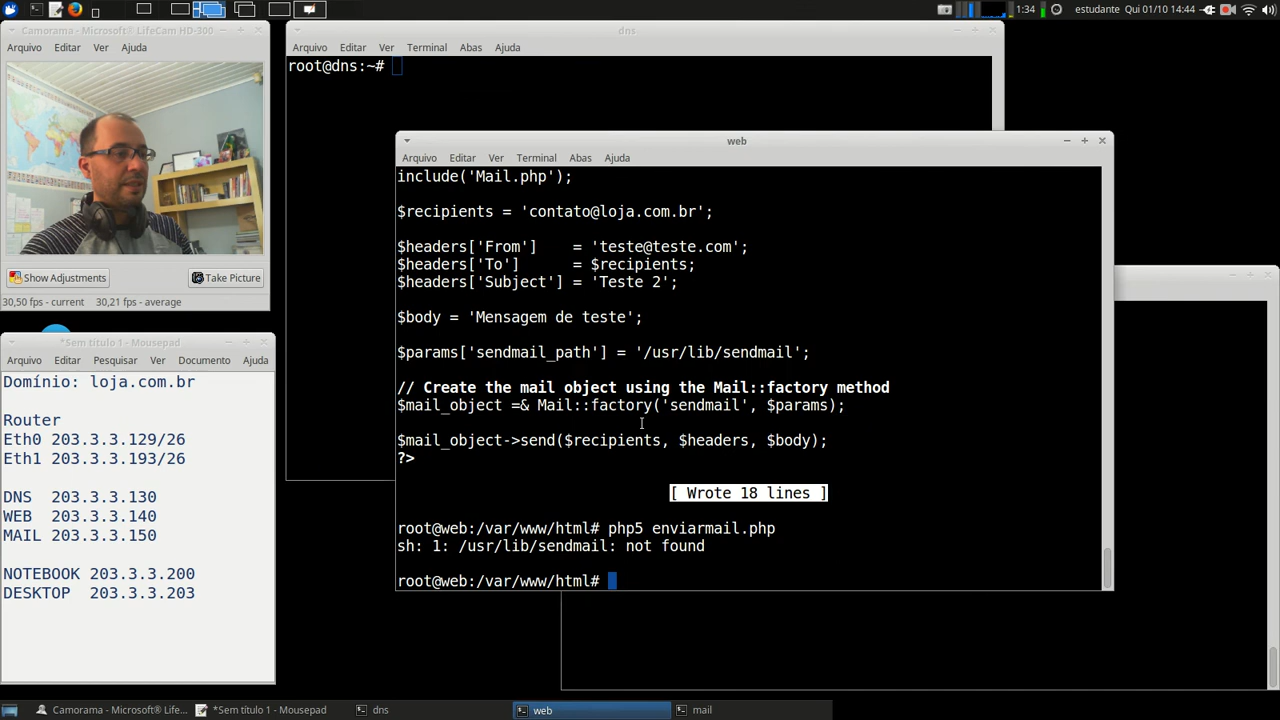 1:34
estudante
Qui 01/10 14:44
Camorama - Microsoft® LifeCam HD-300
Arquivo Editar Ver Ajuda
Show Adjustments
Take Picture
30,50 fps - current 30,21 fps - average
*Sem título 1 - Mousepad
Arquivo Editar Pesquisar Ver Documento Ajuda
Domínio: loja.com.br
Router
Eth0 203.3.3.129/26
Eth1 203.3.3.193/26
DNS 203.3.3.130
WEB 203.3.3.140
MAIL 203.3.3.150
NOTEBOOK 203.3.3.200
DESKTOP 203.3.3.203
dns
Arquivo Editar Ver Terminal Abas Ajuda
root@dns:~#
web
Arquivo Editar Ver Terminal Abas Ajuda
include('Mail.php');
$recipients = 'contato@loja.com.br';
$headers['From'] = 'teste@teste.com';
$headers['To'] = $recipients;
$headers['Subject'] = 'Teste 2';
$body = 'Mensagem de teste';
$params['sendmail_path'] = '/usr/lib/sendmail';
// Create the mail object using the Mail::factory method
$mail_object =& Mail::factory('sendmail', $params);
$mail_object->send($recipients, $headers, $body);
?>
[ Wrote 18 lines ]
root@web:/var/www/html# php5 enviarmail.php
sh: 1: /usr/lib/sendmail: not found
root@web:/var/www/html#
Camorama - Microsoft® Life...
*Sem título 1 - Mousepad
dns
web
mail